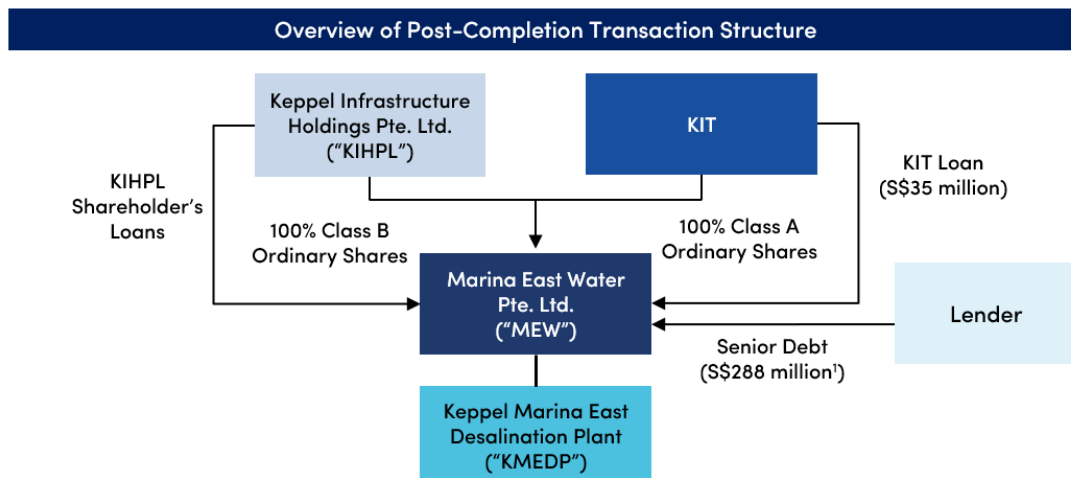 Overview of Post-Completion Transaction Structure
Keppel Infrastructure
Holdings Pte. Ltd.
(“KIHPL”)
KIT
KIHPL
Shareholder’s
Loans
KIT Loan
(S$35 million)
100% Class B
Ordinary Shares
100% Class A
Ordinary Shares
Marina East Water
Pte. Ltd.
(“MEW”)
Lender
Senior Debt
(S$288 million¹)
Keppel Marina East
Desalination Plant
(“KMEDP”)